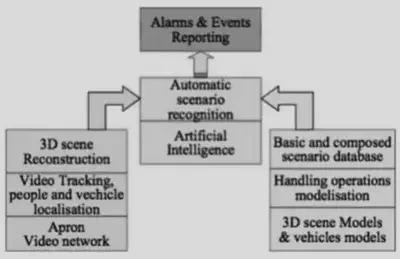 Alarms & Events
Reporting
Automatic
scenario
recognition
Artificial
Intelligence
3D scene
Reconstruction
Video Tracking,
people and vechicle
localisation
Apron
Video network
Basic and composed
scenario database
Handling operations
modelisation
3D scene Models
& vehicles models